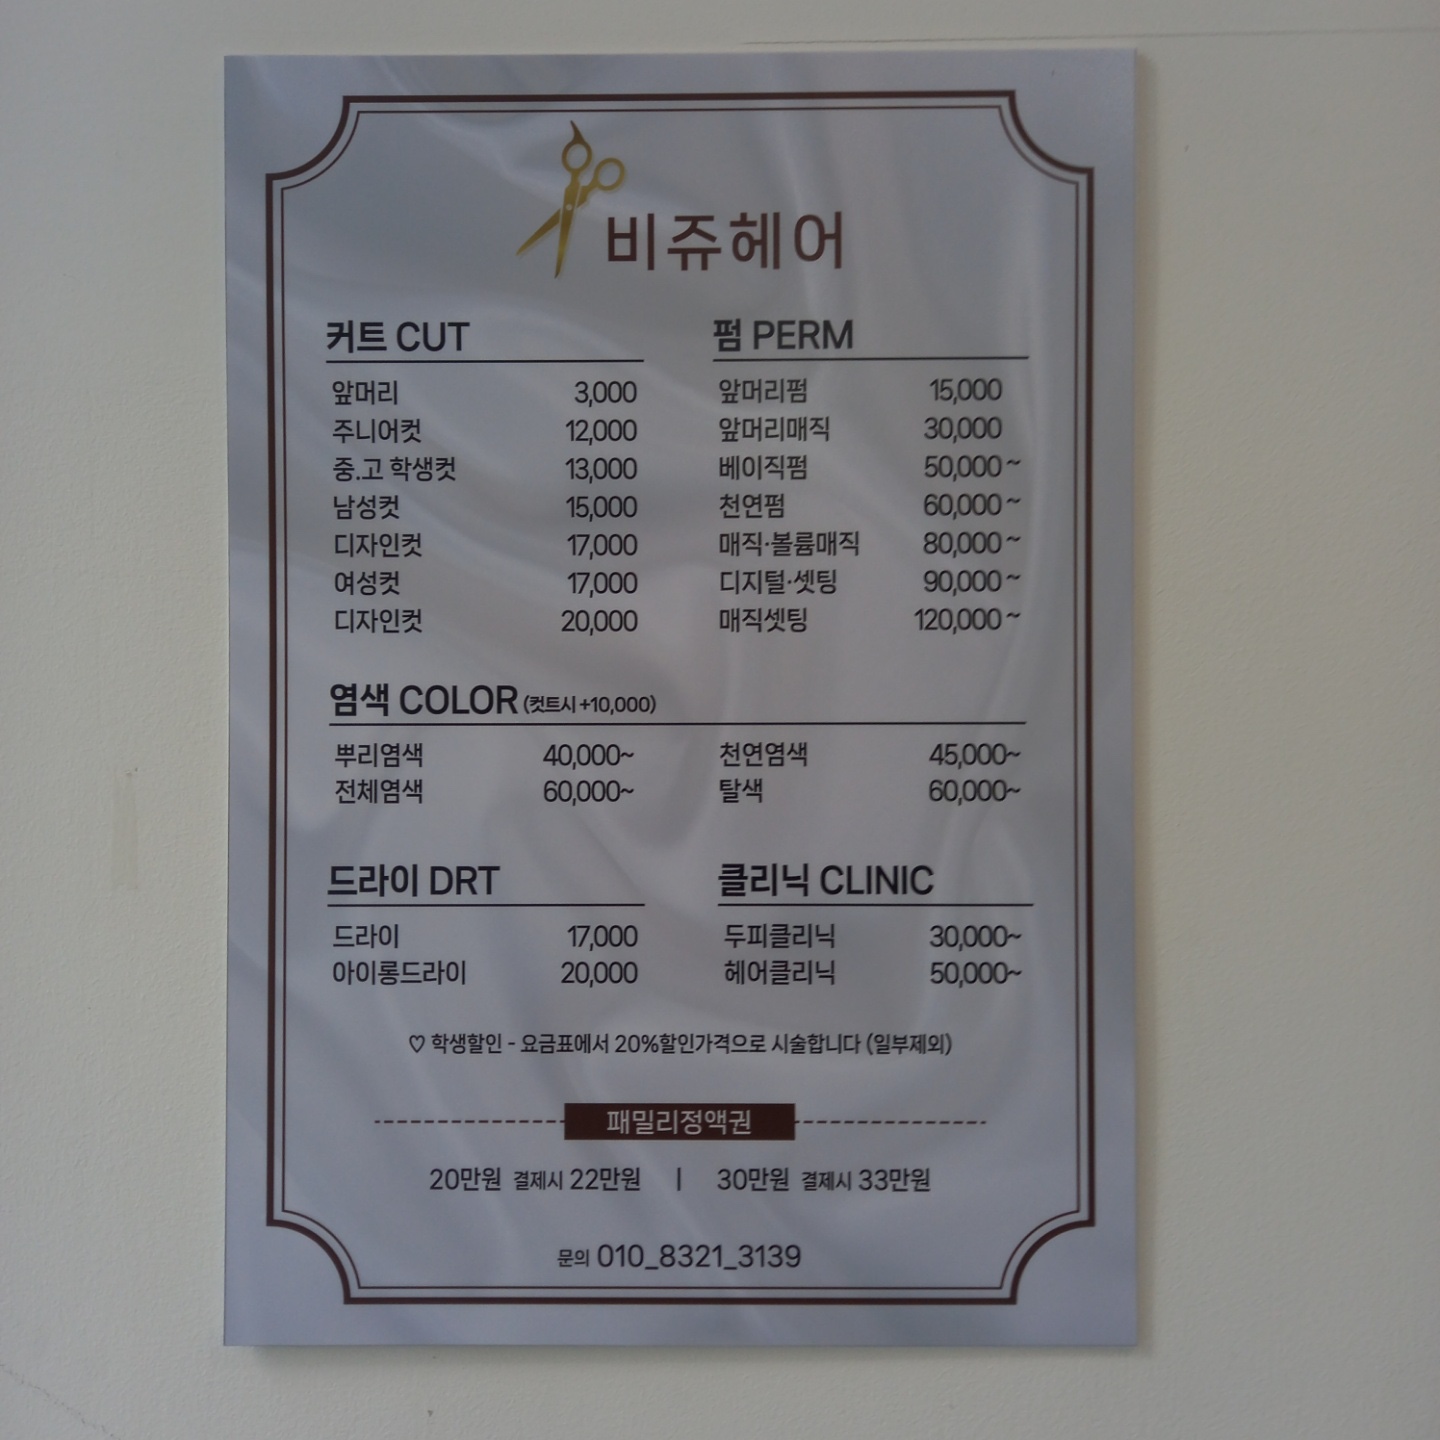 비쥬헤어
커트 CUT
앞머리 3,000
주니어컷 12,000
중.고 학생컷 13,000
남성컷 15,000
디자인컷 17,000
여성컷 17,000
디자인컷 20,000
펌 PERM
앞머리펌 15,000
앞머리매직 30,000
베이직펌 50,000~
천연펌 60,000~
매직·볼륨매직 80,000~
디지털·셋팅 90,000~
매직셋팅 120,000~
염색 COLOR (컷트시 +10,000)
뿌리염색 40,000~ 천연염색 45,000~
전체염색 60,000~ 탈색 60,000~
드라이 DRT
드라이 17,000
아이롱드라이 20,000
클리닉 CLINIC
두피클리닉 30,000~
헤어클리닉 50,000~
♡ 학생할인 - 요금표에서 20%할인가격으로 시술합니다 (일부제외)
패밀리정액권
20만원 결제시 22만원 | 30만원 결제시 33만원
문의 010_8321_3139